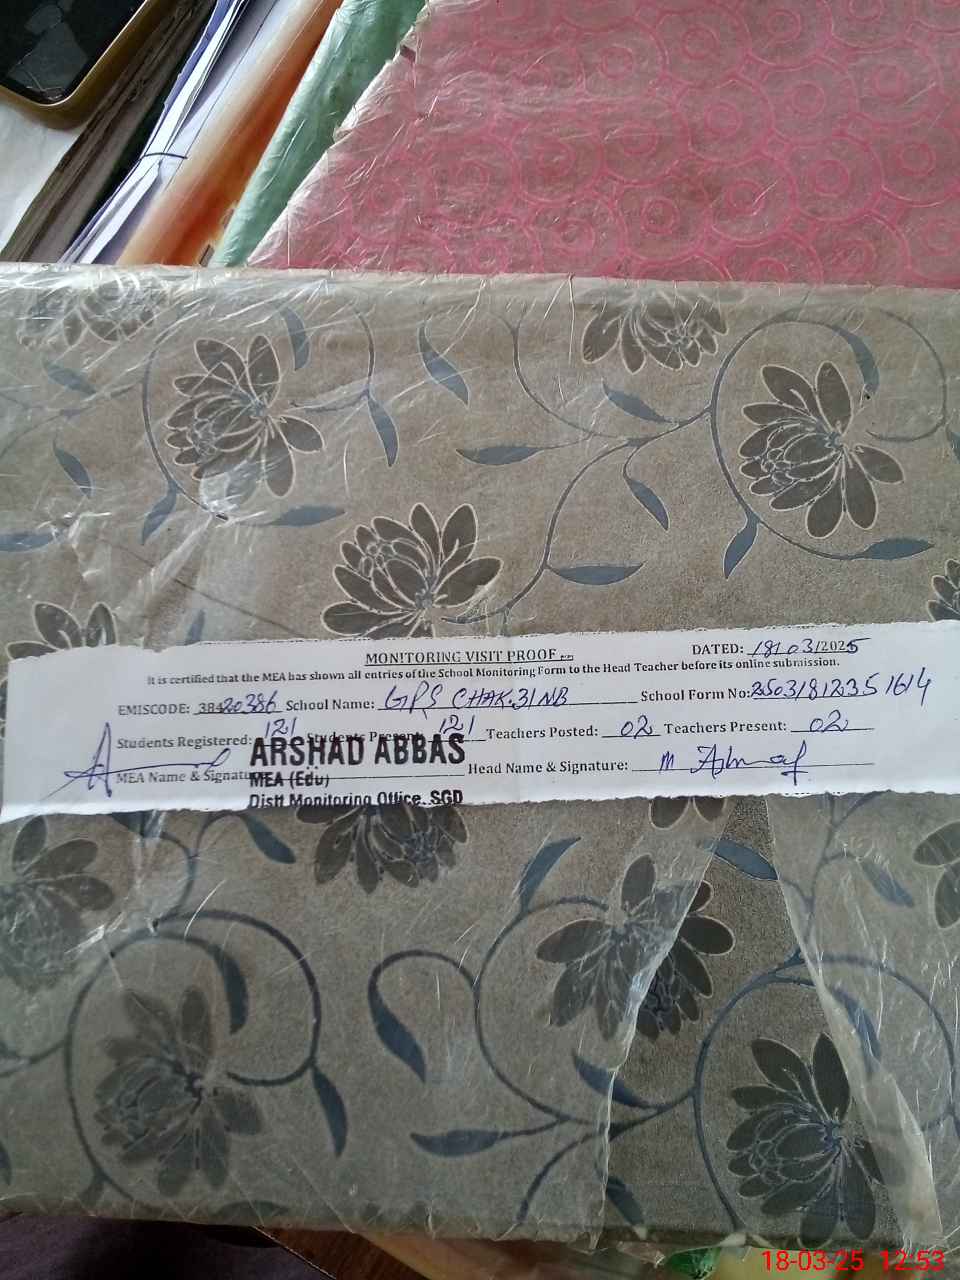 MONITORING VISIT PROOF
DATED: 18/03/2025
It is certified that the MEA has shown all entries of the School Monitoring Form to the Head Teacher before its online submission.
EMISCODE: 38420386 School Name: GPS CHAK.31 NB School Form No: 2503181235
Students Registered: 121 Students Present 121 Teachers Posted: 02 Teachers Present: 02
ARSHAD ABBAS
MEA Name & Signature Head Name & Signature: M Ashraf
MEA (Edu)
Distt Monitoring Office, SGD
18-03-25 12:53